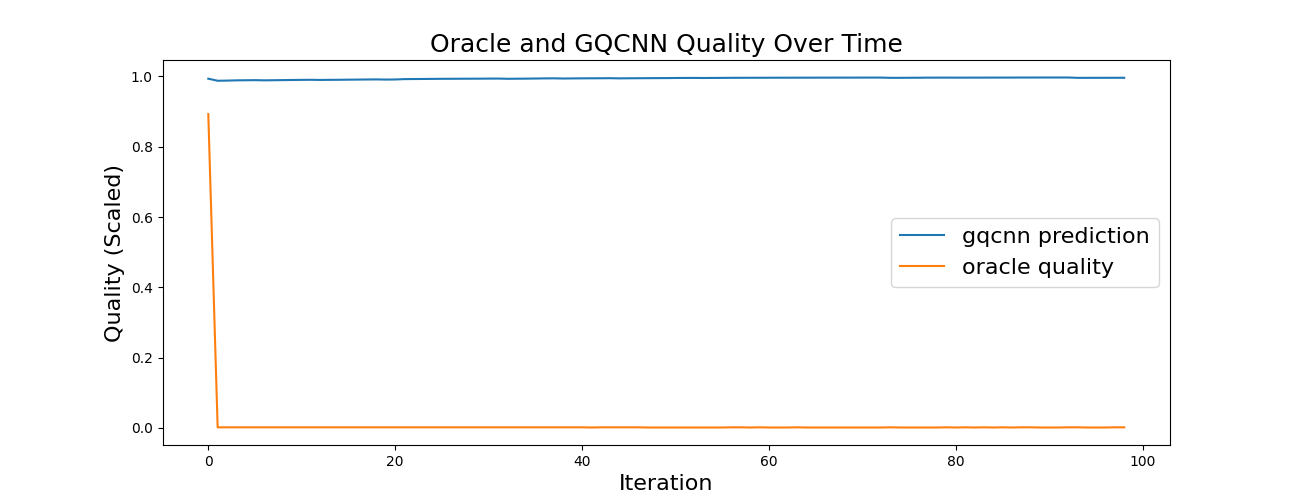 Oracle and GQCNN Quality Over Time
Quality (Scaled)
1.0
0.8
0.6
0.4
0.2
0.0
gqcnn prediction
oracle quality
0 20 40 60 80 100
Iteration